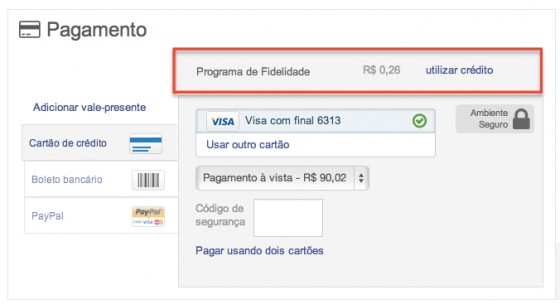 Pagamento
Programa de Fidelidade R$ 0,26 utilizar crédito
Adicionar vale-presente
Cartão de crédito
Boleto bancário
PayPal
PayPal
VISA
VISA Visa com final 6313
Usar outro cartão
Ambiente
Seguro
Pagamento à vista - R$ 90,02
Código de
segurança
Pagar usando dois cartões